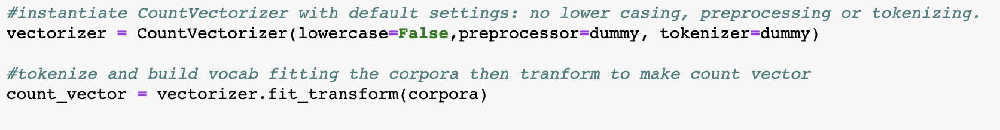 #instantiate CountVectorizer with default settings: no lower casing, preprocessing or tokenizing.
vectorizer = CountVectorizer(lowercase=False,preprocessor=dummy, tokenizer=dummy)
#tokenize and build vocab fitting the corpora then tranform to make count vector
count_vector = vectorizer.fit_transform(corpora)